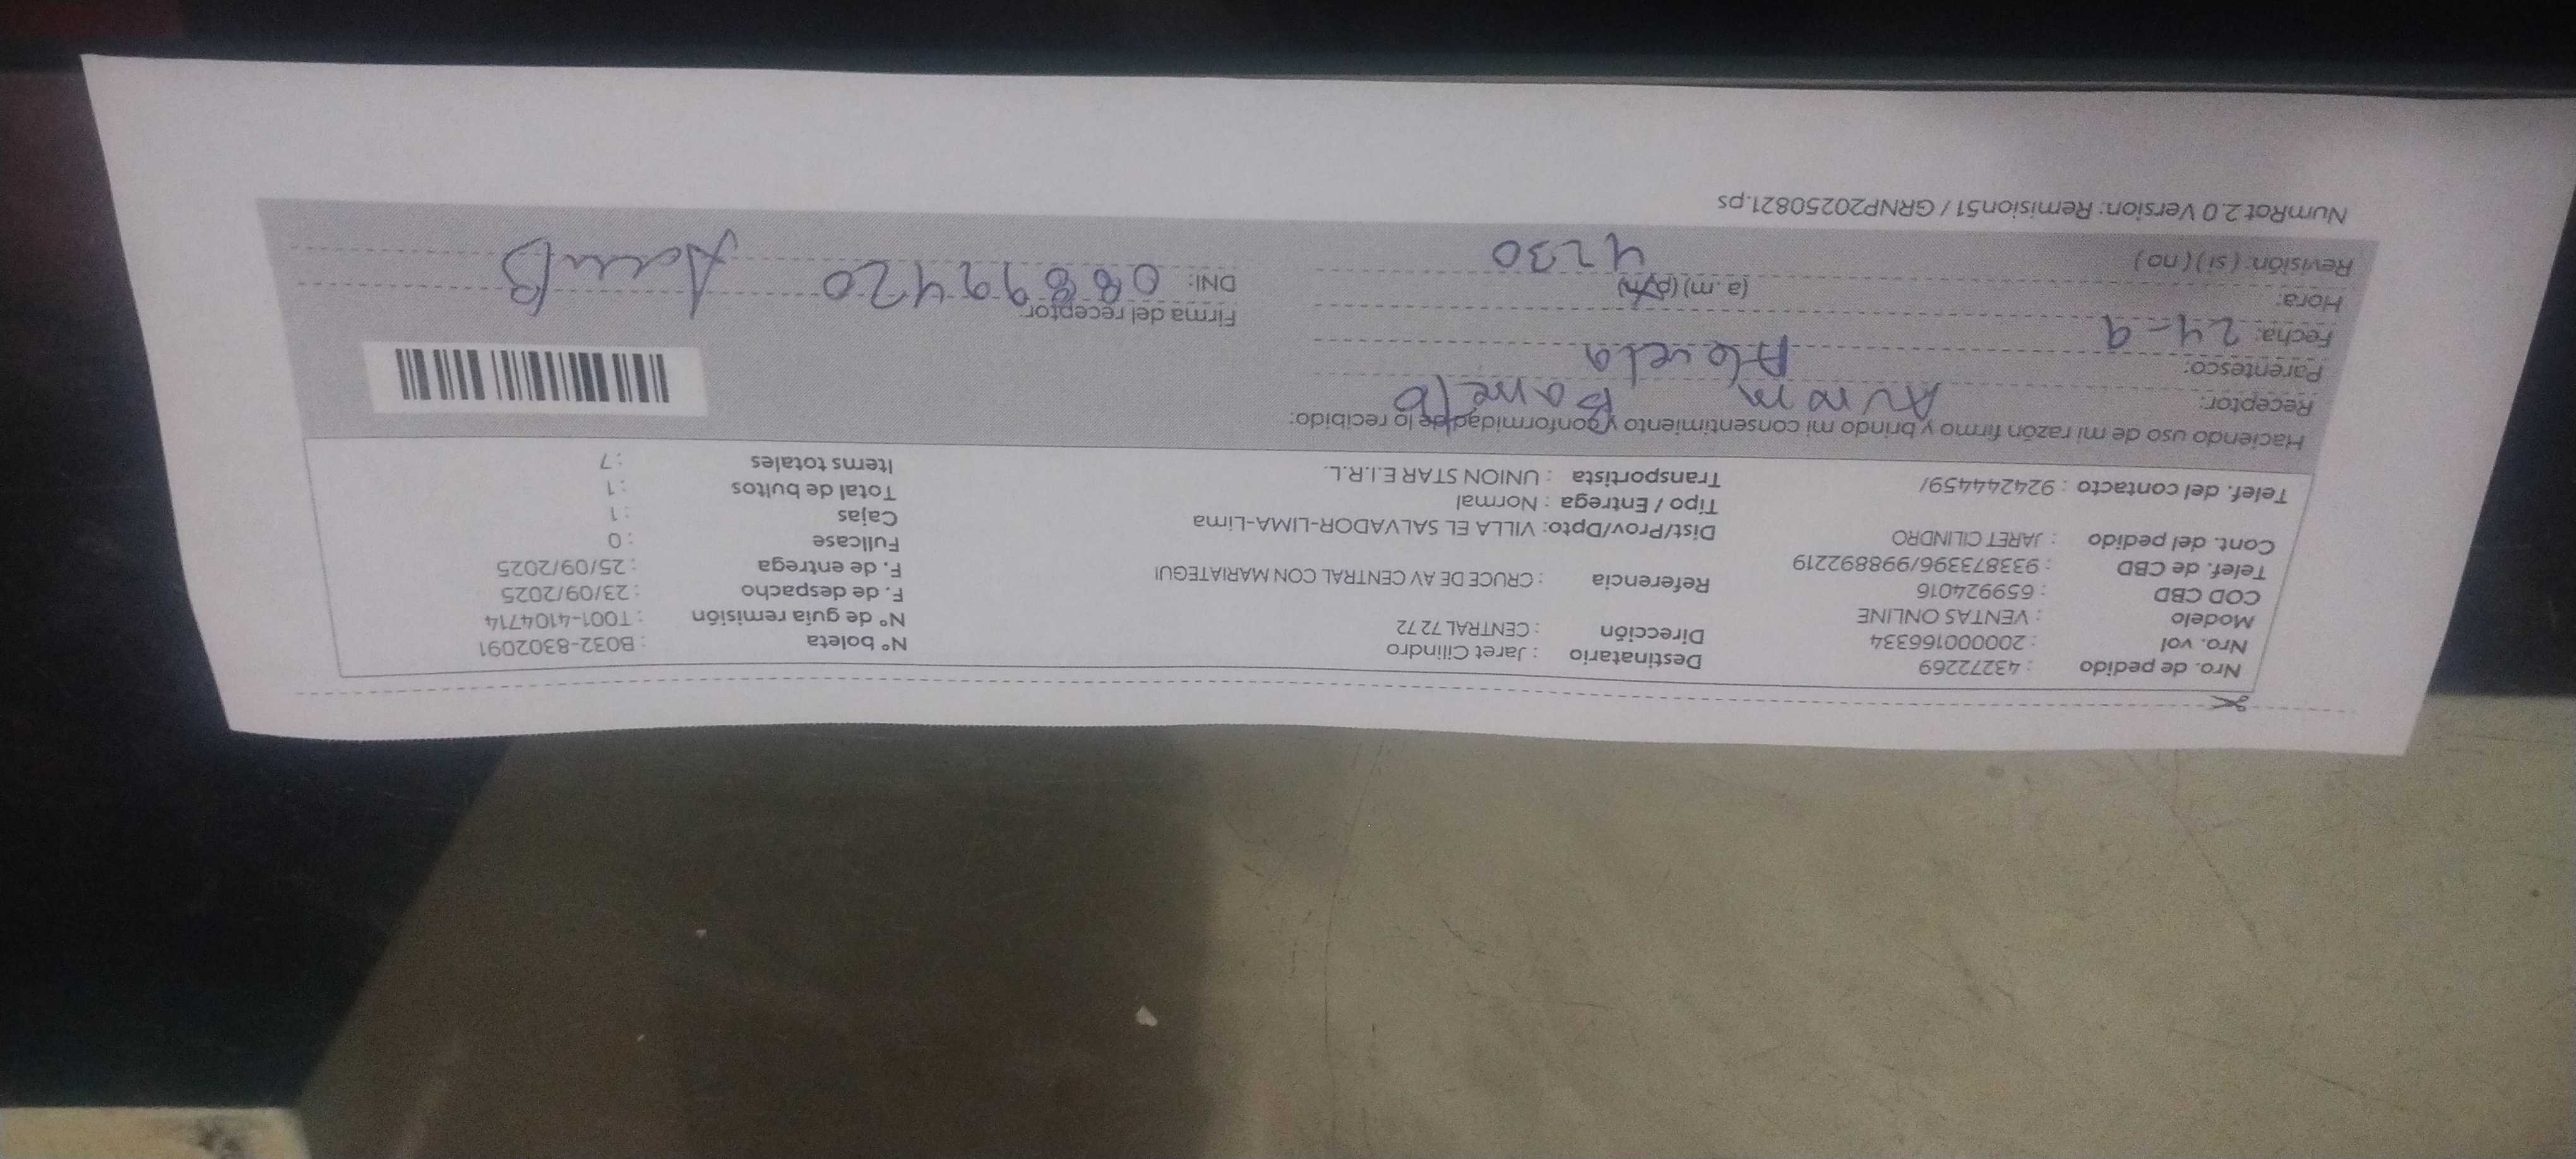 Nro. de pedido : 43272269
Nro. vol : 2000000166334
Modelo : VENTAS ONLINE
COD CBD : 659924016
Telef. de CBD : 933873396/999892219
Cont. del pedido : JARET CILINDRO
Telef. del contacto : 924244459/
Destinatario : Jaret Cilindro
Dirección : CENTRAL 72 72
Referencia : CRUCE DE AV CENTRAL CON MARIATEGUI
Dist/Prov/Dpto: VILLA EL SALVADOR-LIMA-Lima
Tipo / Entrega : Normal
Transportista : UNION STAR E.I.R.L.
N° boleta : B032-8302091
N° de guía remisión : T001-4104714
F. de despacho : 23/09/2025
F. de entrega : 25/09/2025
Fullcase : 0
Cajas : 1
Total de bultos : 1
Items totales : 7
Haciendo uso de mi razón firmo y brindo mi consentimiento y conformidad de lo recibido:
Receptor:
Parentesco: Abuela
Fecha: 24-9
Hora: (a.m) (p.m)
Revisión: (si) (no) 4230
Firma del receptor
DNI: 08899420
NumRot 2.0 Version: Remision51 / GRNP20250821.ps